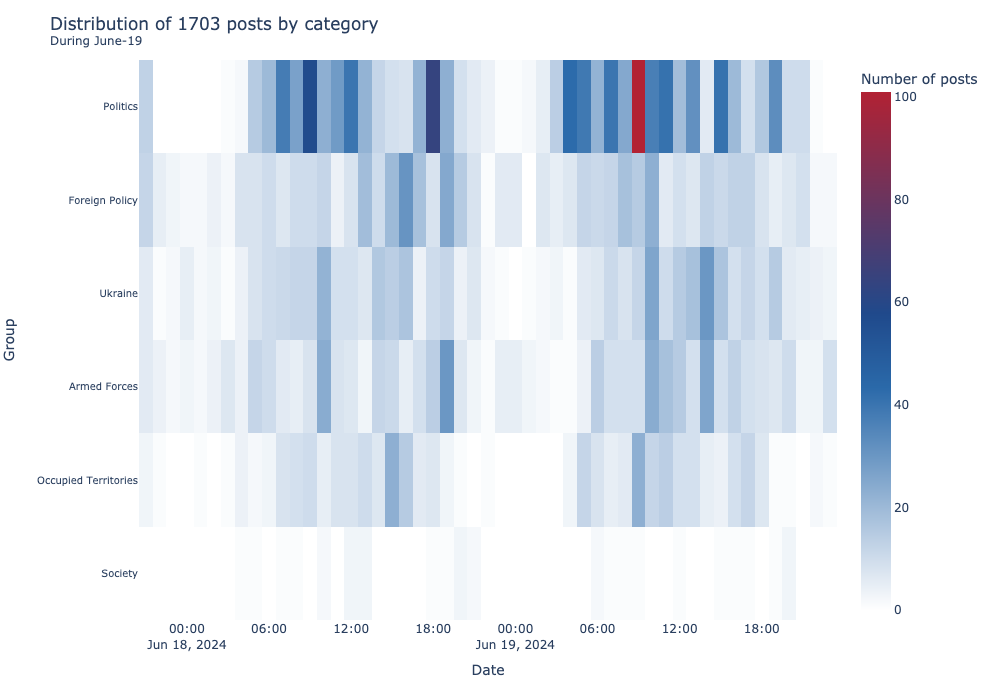 Distribution of 1703 posts by category
During June-19
Number of posts
100
80
60
40
20
0
Group
Politics
Foreign Policy
Ukraine
Armed Forces
Occupied Territories
Society
00:00 06:00 12:00 18:00 00:00 06:00 12:00 18:00
Jun 18, 2024 Jun 19, 2024
Date